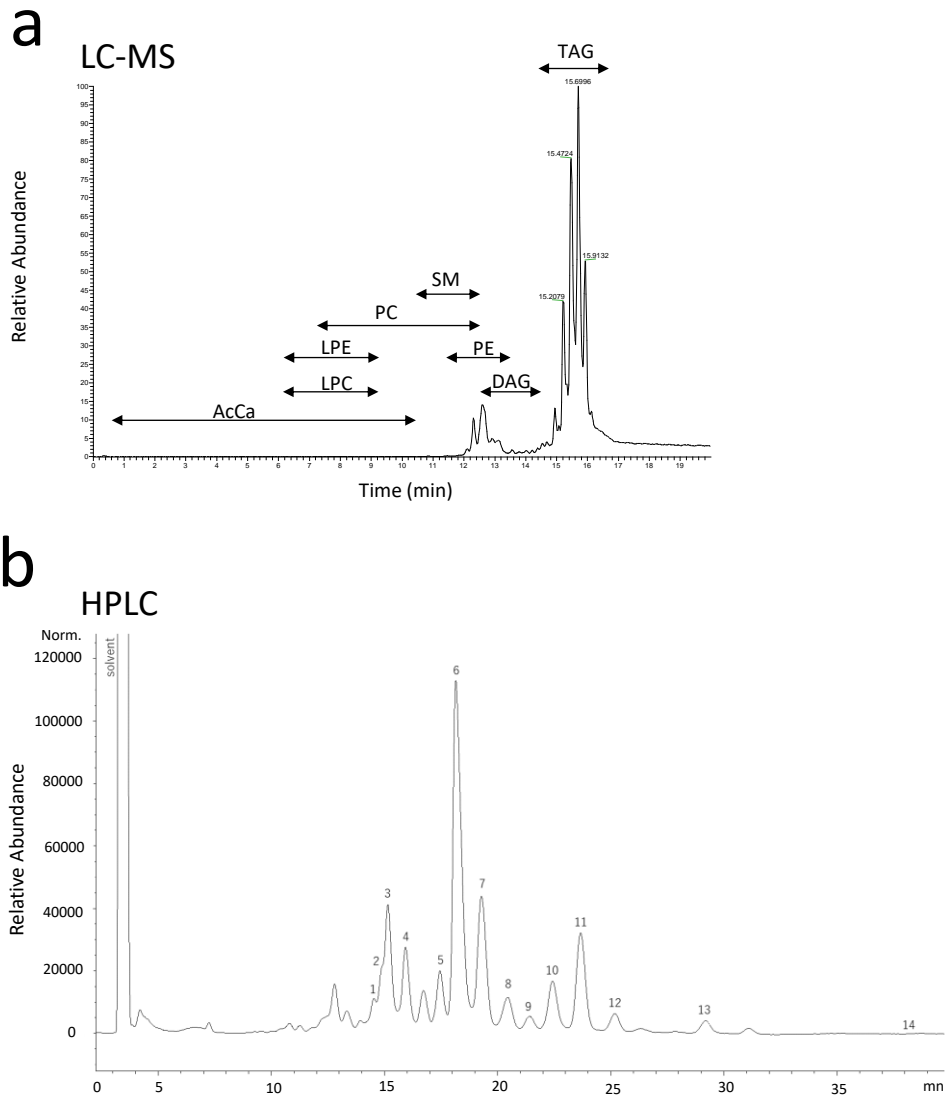 a
LC-MS
TAG
15.6996
15.4724
15.9132
15.2079
SM
PC
LPE
PE
LPC
DAG
AcCa
100
95
90
85
80
75
70
65
60
55
50
45
40
35
30
25
20
15
10
5
0
Relative Abundance
0 1 2 3 4 5 6 7 8 9 10 11 12 13 14 15 16 17 18 19
Time (min)
b
HPLC
Norm.
solvent
120000
100000
80000
60000
40000
20000
0
Relative Abundance
1
2
3
4
5
6
7
8
9
10
11
12
13
14
0 5 10 15 20 25 30 35 mn